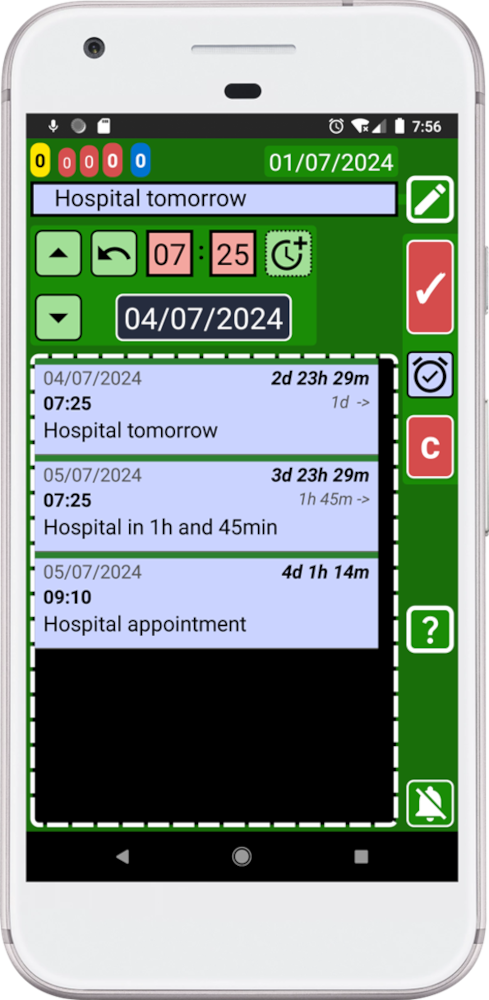 7:56
0 0 0 0 0 01/07/2024
Hospital tomorrow
07 : 25
04/07/2024
04/07/2024 2d 23h 29m
07:25 1d ->
Hospital tomorrow
05/07/2024 3d 23h 29m
07:25 1h 45m ->
Hospital in 1h and 45min
05/07/2024 4d 1h 14m
09:10
Hospital appointment
C
?